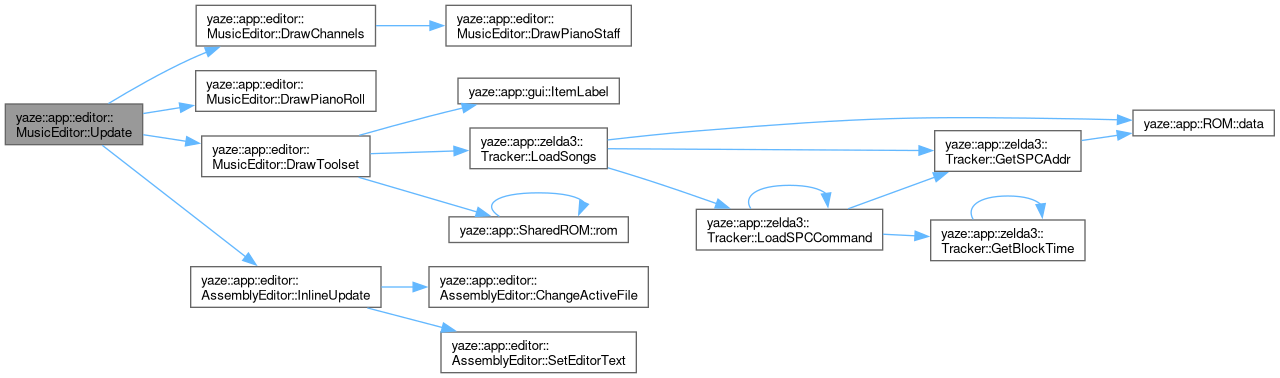 yaze::app::editor::
MusicEditor::Update
yaze::app::editor::
MusicEditor::DrawChannels
yaze::app::editor::
MusicEditor::DrawPianoStaff
yaze::app::editor::
MusicEditor::DrawPianoRoll
yaze::app::editor::
MusicEditor::DrawToolset
yaze::app::gui::ItemLabel
yaze::app::zelda3::
Tracker::LoadSongs
yaze::app::SharedROM::rom
yaze::app::zelda3::
Tracker::LoadSPCCommand
yaze::app::zelda3::
Tracker::GetSPCAddr
yaze::app::ROM::data
yaze::app::zelda3::
Tracker::GetBlockTime
yaze::app::editor::
AssemblyEditor::InlineUpdate
yaze::app::editor::
AssemblyEditor::ChangeActiveFile
yaze::app::editor::
AssemblyEditor::SetEditorText